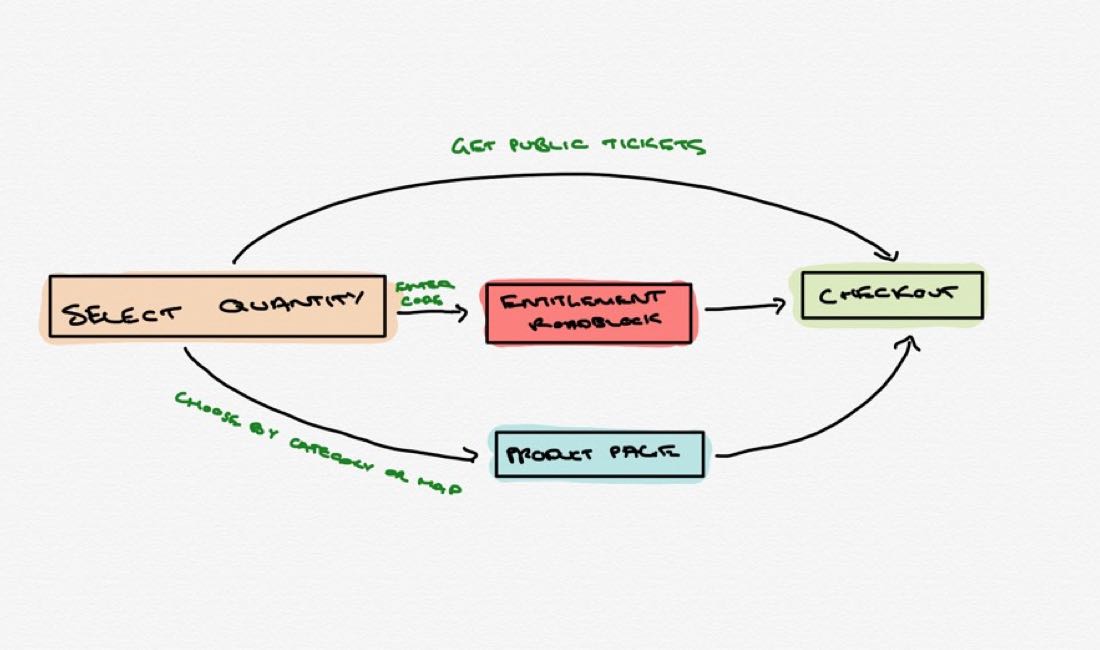 GET PUBLIC TICKETS
SELECT QUANTITY
ENTER
CODE
ENTITLEMENT
ROADBLOCK
CHECKOUT
CHOOSE BY CATEGORY OR MAP
PRODUCT PAGE